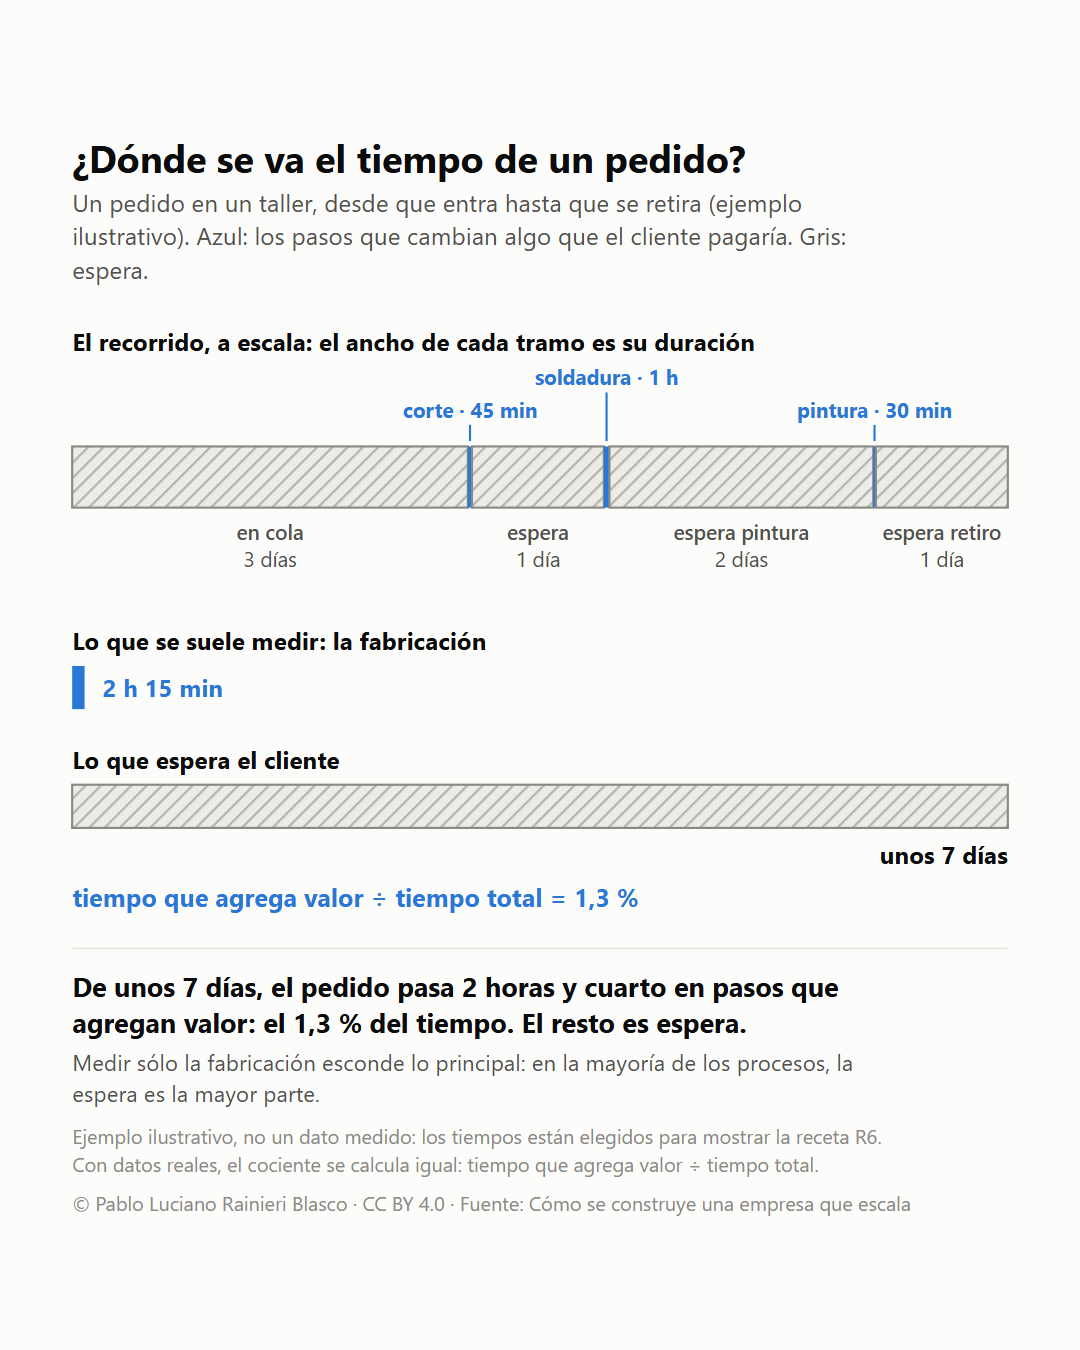 ¿Dónde se va el tiempo de un pedido?
Un pedido en un taller, desde que entra hasta que se retira (ejemplo
ilustrativo). Azul: los pasos que cambian algo que el cliente pagaría. Gris:
espera.
El recorrido, a escala: el ancho de cada tramo es su duración
soldadura · 1 h
corte · 45 min
pintura · 30 min
en cola
3 días
espera
1 día
espera pintura
2 días
espera retiro
1 día
Lo que se suele medir: la fabricación
2 h 15 min
Lo que espera el cliente
unos 7 días
tiempo que agrega valor ÷ tiempo total = 1,3 %
De unos 7 días, el pedido pasa 2 horas y cuarto en pasos que
agregan valor: el 1,3 % del tiempo. El resto es espera.
Medir sólo la fabricación esconde lo principal: en la mayoría de los procesos, la
espera es la mayor parte.
Ejemplo ilustrativo, no un dato medido: los tiempos están elegidos para mostrar la receta R6.
Con datos reales, el cociente se calcula igual: tiempo que agrega valor ÷ tiempo total.
© Pablo Luciano Rainieri Blasco · CC BY 4.0 · Fuente: Cómo se construye una empresa que escala